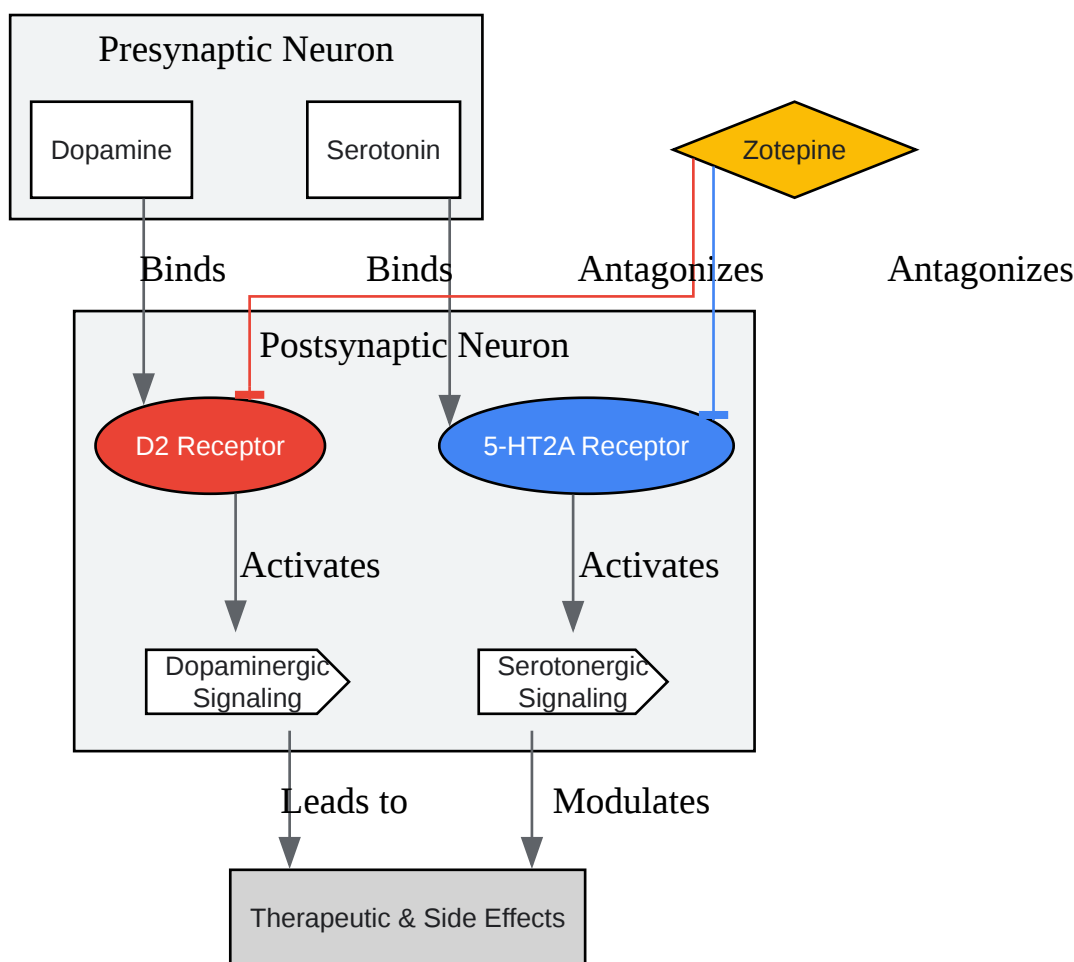 Presynaptic Neuron
Dopamine
Serotonin
Zotepine
Binds
Binds
Antagonizes
Antagonizes
Postsynaptic Neuron
D2 Receptor
5-HT2A Receptor
Activates
Activates
Dopaminergic
Signaling
Serotonergic
Signaling
Leads to
Modulates
Therapeutic & Side Effects